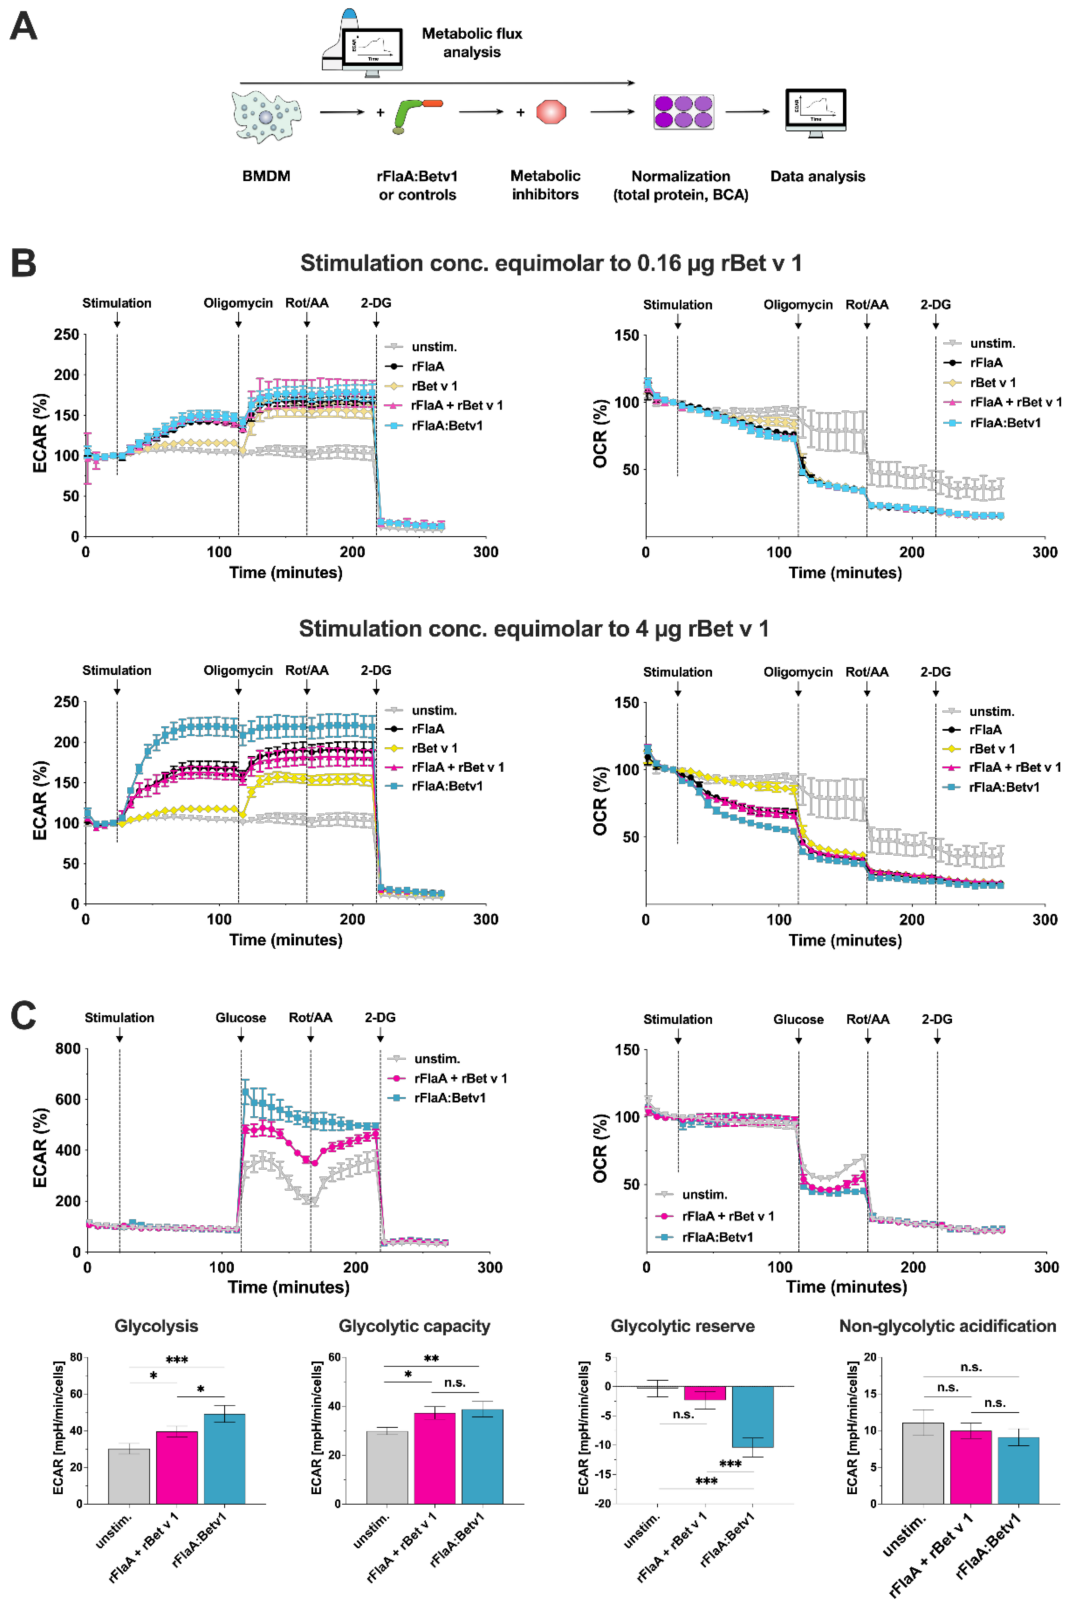 A
Metabolic flux
analysis
ECAR
Time
+
+
ECAR
Time
BMDM
rFlaA:Betv1
or controls
Metabolic
inhibitors
Normalization
(total protein, BCA)
Data analysis
B
Stimulation conc. equimolar to 0.16 µg rBet v 1
Stimulation
Oligomycin
Rot/AA
2-DG
ECAR (%)
250
200
150
100
50
0
0
100
200
300
Time (minutes)
unstim.
rFlaA
rBet v 1
rFlaA + rBet v 1
rFlaA:Betv1
Stimulation
Oligomycin
Rot/AA
2-DG
OCR (%)
150
100
50
0
100
200
300
Time (minutes)
unstim.
rFlaA
rBet v 1
rFlaA + rBet v 1
rFlaA:Betv1
Stimulation conc. equimolar to 4 µg rBet v 1
Stimulation
Oligomycin
Rot/AA
2-DG
ECAR (%)
250
200
150
100
50
0
0
100
200
300
Time (minutes)
unstim.
rFlaA
rBet v 1
rFlaA + rBet v 1
rFlaA:Betv1
Stimulation
Oligomycin
Rot/AA
2-DG
OCR (%)
150
100
50
0
100
200
300
Time (minutes)
unstim.
rFlaA
rBet v 1
rFlaA + rBet v 1
rFlaA:Betv1
C
Stimulation
Glucose
Rot/AA
2-DG
ECAR (%)
800
600
400
200
0
0
100
200
300
Time (minutes)
unstim.
rFlaA + rBet v 1
rFlaA:Betv1
Stimulation
Glucose
Rot/AA
2-DG
OCR (%)
150
100
50
0
100
200
300
Time (minutes)
unstim.
rFlaA + rBet v 1
rFlaA:Betv1
Glycolysis
ECAR [mpH/min/cells]
80
60
40
20
0
***
*
*
unstim.
rFlaA + rBet v 1
rFlaA:Betv1
Glycolytic capacity
ECAR [mpH/min/cells]
60
40
20
0
**
*
n.s.
unstim.
rFlaA + rBet v 1
rFlaA:Betv1
Glycolytic reserve
ECAR [mpH/min/cells]
5
0
-5
-10
-15
-20
n.s.
***
***
unstim.
rFlaA + rBet v 1
rFlaA:Betv1
Non-glycolytic acidification
ECAR [mpH/min/cells]
20
15
10
5
0
n.s.
n.s.
n.s.
unstim.
rFlaA + rBet v 1
rFlaA:Betv1